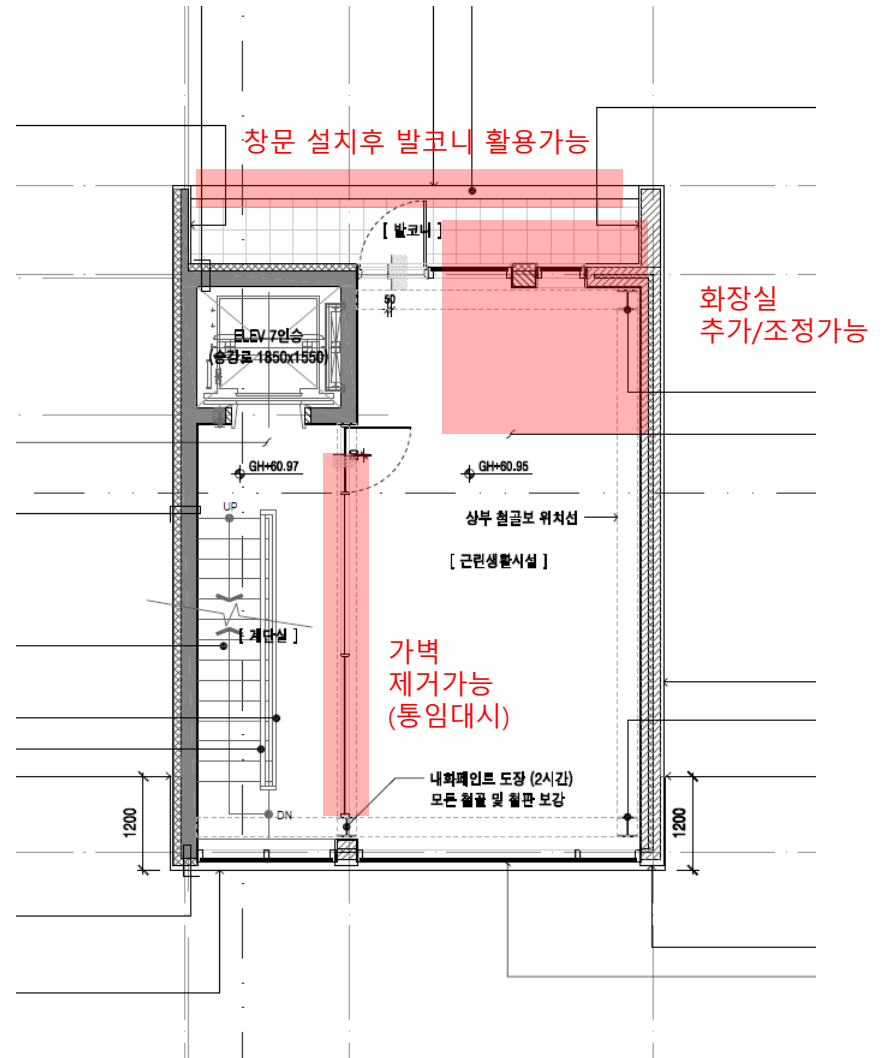 창문 설치후 발코니 활용가능
[ 발코니 ]
화장실
추가/조정가능
50
ELEV 7인승
(승강로 1850x1550)
GH+60.97
GH+60.95
UP
상부 철골보 위치선
[ 근린생활시설 ]
[ 계단실 ]
가벽
제거가능
(통임대시)
내화페인트 도장 (2시간)
모든 철골 및 철판 보강
DN
1200
1200